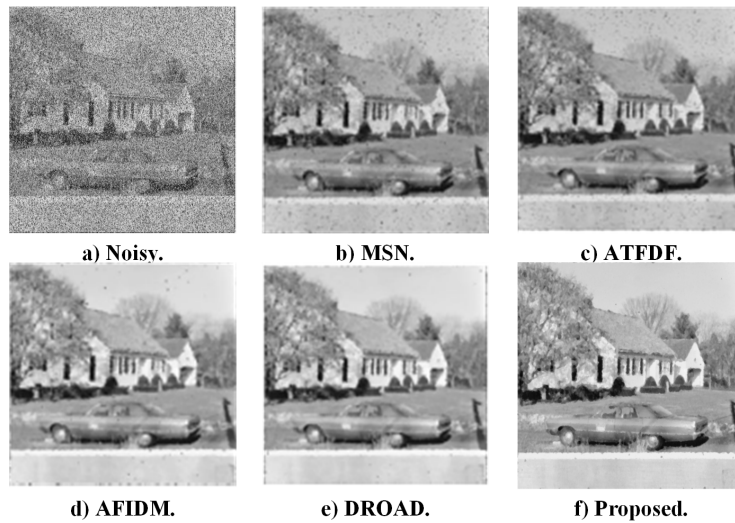 a) Noisy.
b) MSN.
c) ATFDF.
d) AFIDM.
e) DROAD.
f) Proposed.